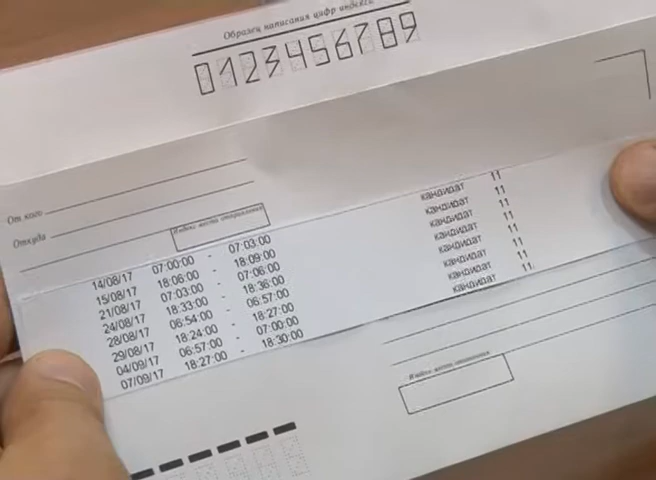 Образец написания цифр индекса
0123456789
От кого
Откуда
Индекс места отправления
14/08/17 07:00:00 - 07:03:00 кандидат 11
15/08/17 18:06:00 - 18:09:00 кандидат 11
21/08/17 07:03:00 - 07:06:00 кандидат 11
24/08/17 18:33:00 - 18:36:00 кандидат 11
28/08/17 06:54:00 - 06:57:00 кандидат 11
29/08/17 18:24:00 - 18:27:00 кандидат 11
04/09/17 06:57:00 - 07:00:00 кандидат 11
07/09/17 18:27:00 - 18:30:00 кандидат 11
Индекс места назначения